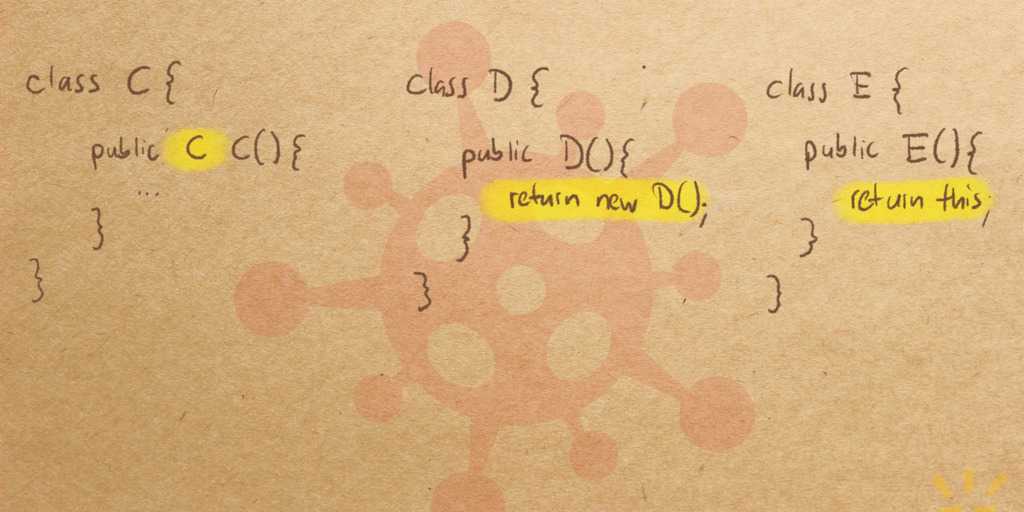 class C {
public C C(){
...
}
}
class D {
public D(){
return new D();
}
}
class E {
public E(){
return this;
}
}